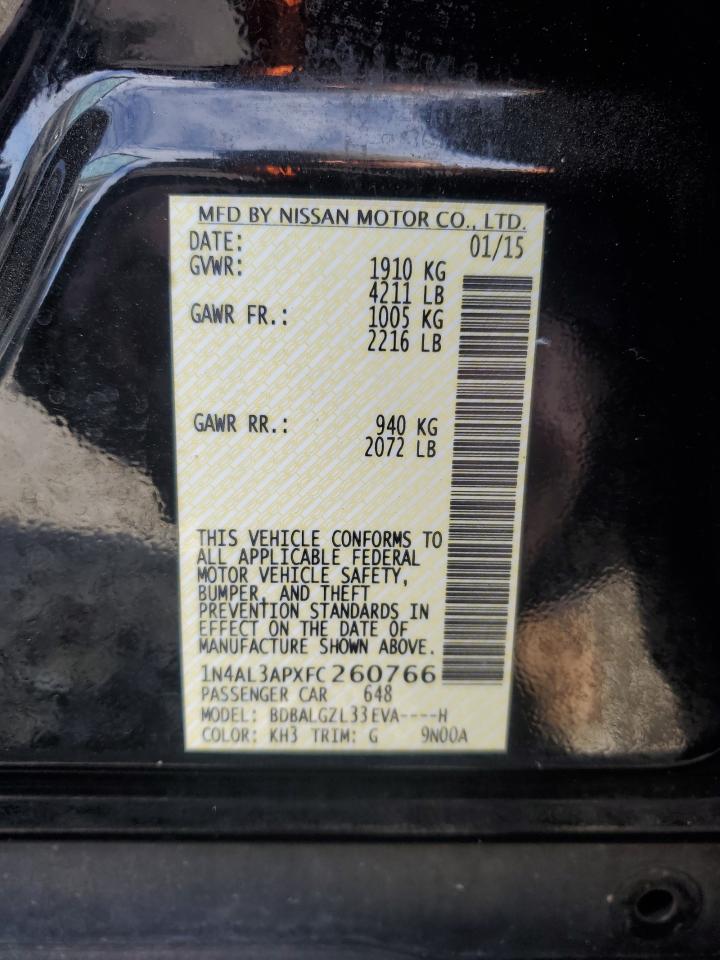 MFD BY NISSAN MOTOR CO., LTD.
DATE: 01/15
GVWR: 1910 KG
4211 LB
GAWR FR.: 1005 KG
2216 LB
GAWR RR.: 940 KG
2072 LB
THIS VEHICLE CONFORMS TO
ALL APPLICABLE FEDERAL
MOTOR VEHICLE SAFETY,
BUMPER, AND THEFT
PREVENTION STANDARDS IN
EFFECT ON THE DATE OF
MANUFACTURE SHOWN ABOVE.
1N4AL3APXFC260766
PASSENGER CAR 648
MODEL: BDBALGZL33EVA----H
COLOR: KH3 TRIM: G 9N00A